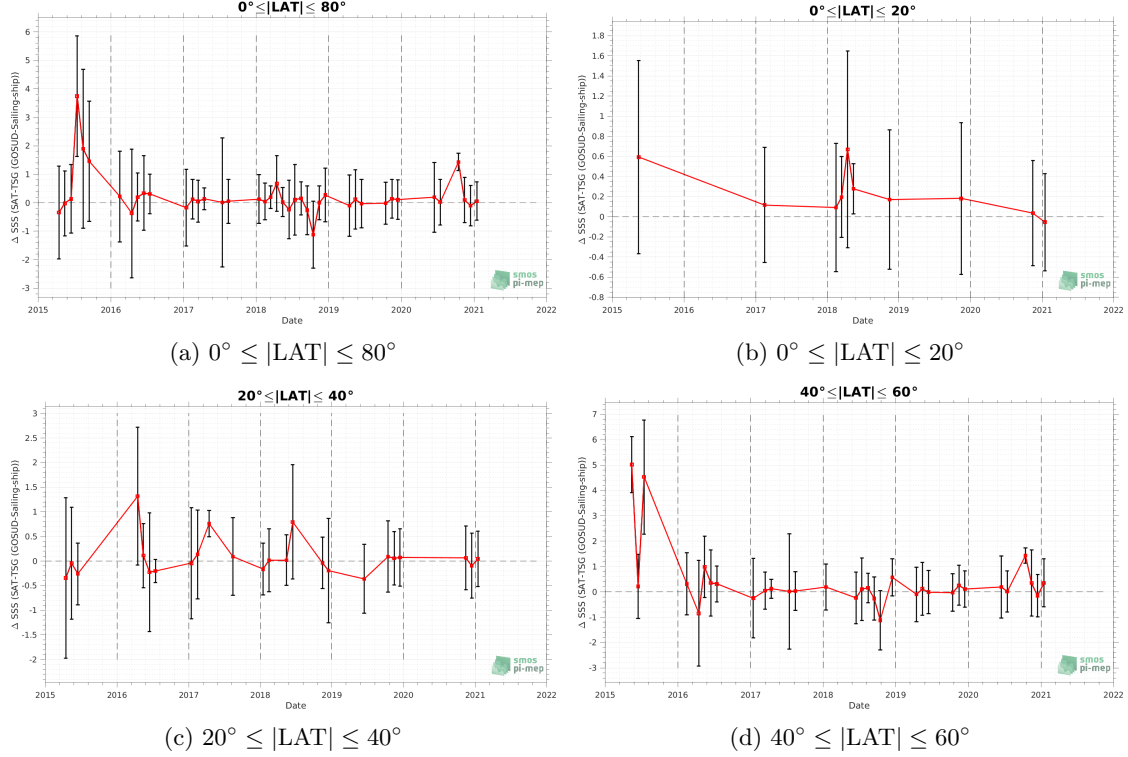 0°≤|LAT|≤ 80°
Δ SSS (SAT-TSG (GOSUD-Sailing-ship))
6
5
4
3
2
1
0
-1
-2
-3
2015 2016 2017 2018 2019 2020 2021 2022
Date
smos
pi-mep
(a) 0° ≤ |LAT| ≤ 80°
0°≤|LAT|≤ 20°
Δ SSS (SAT-TSG (GOSUD-Sailing-ship))
1.8
1.6
1.4
1.2
1
0.8
0.6
0.4
0.2
0
-0.2
-0.4
-0.6
-0.8
2015 2016 2017 2018 2019 2020 2021 2022
Date
smos
pi-mep
(b) 0° ≤ |LAT| ≤ 20°
20°≤|LAT|≤ 40°
Δ SSS (SAT-TSG (GOSUD-Sailing-ship))
3
2.5
2
1.5
1
0.5
0
-0.5
-1
-1.5
-2
2015 2016 2017 2018 2019 2020 2021 2022
Date
smos
pi-mep
(c) 20° ≤ |LAT| ≤ 40°
40°≤|LAT|≤ 60°
Δ SSS (SAT-TSG (GOSUD-Sailing-ship))
7
6
5
4
3
2
1
0
-1
-2
-3
2015 2016 2017 2018 2019 2020 2021 2022
Date
smos
pi-mep
(d) 40° ≤ |LAT| ≤ 60°